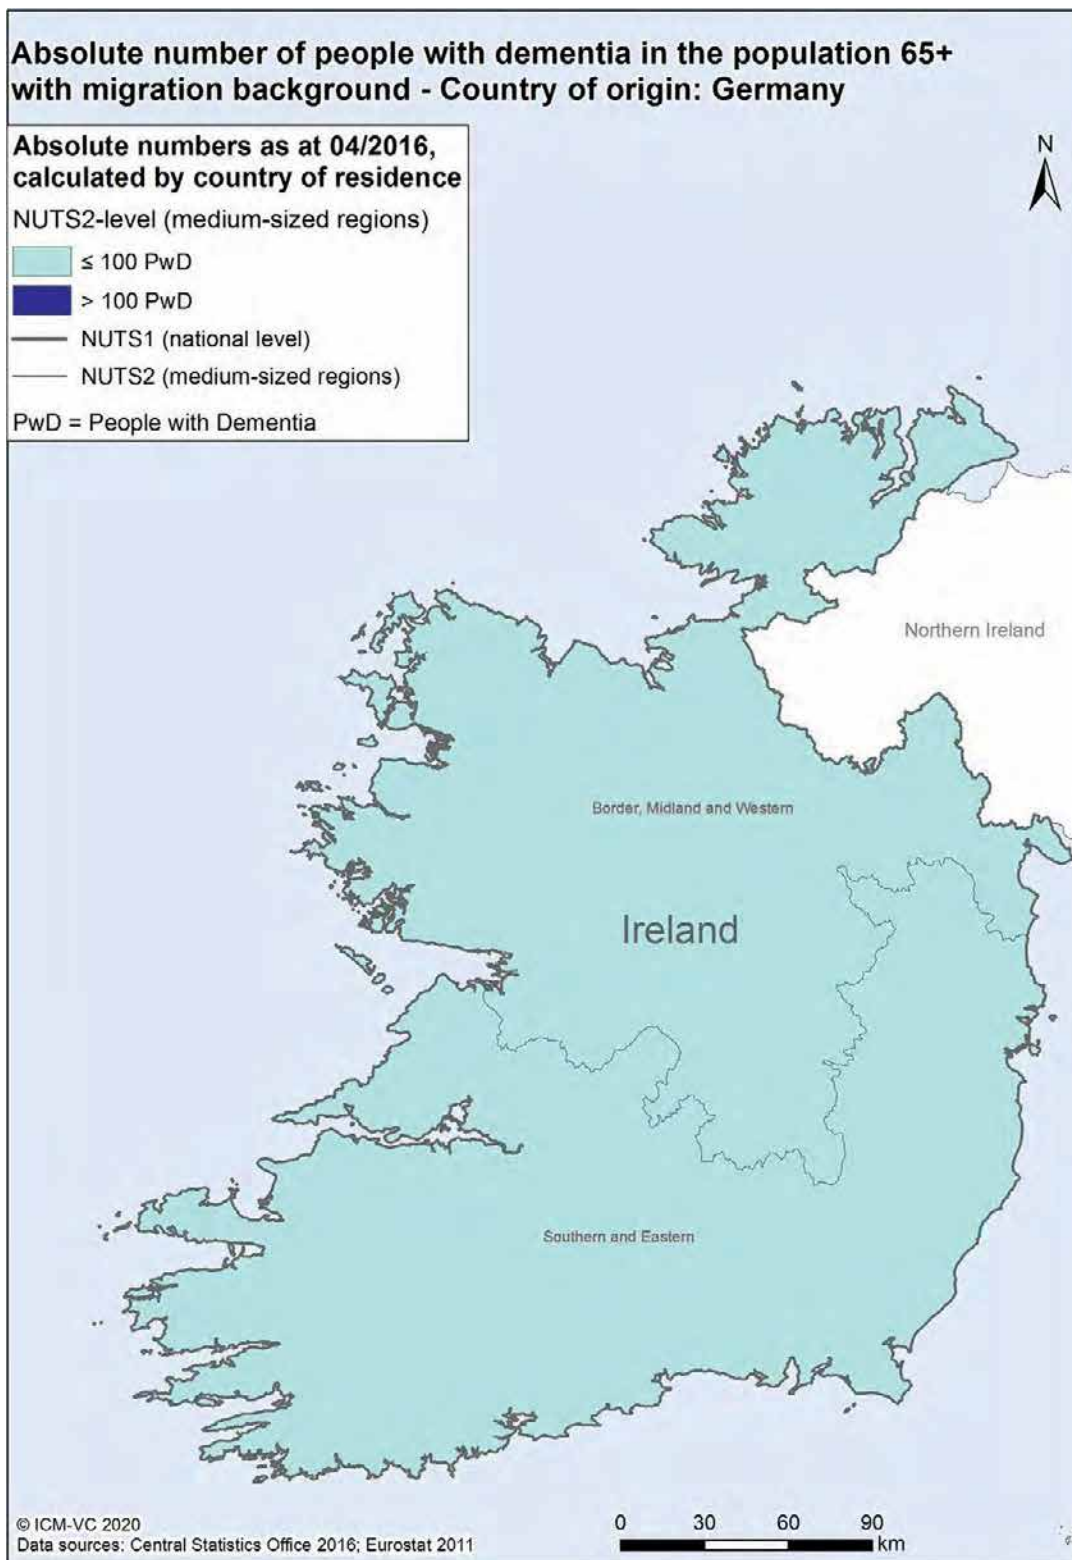 Absolute number of people with dementia in the population 65+
with migration background - Country of origin: Germany
Absolute numbers as at 04/2016,
calculated by country of residence
NUTS2-level (medium-sized regions)
≤ 100 PwD
> 100 PwD
NUTS1 (national level)
NUTS2 (medium-sized regions)
PwD = People with Dementia
N
Northern Ireland
Border, Midland and Western
Ireland
Southern and Eastern
© ICM-VC 2020
Data sources: Central Statistics Office 2016; Eurostat 2011
0 30 60 90
km